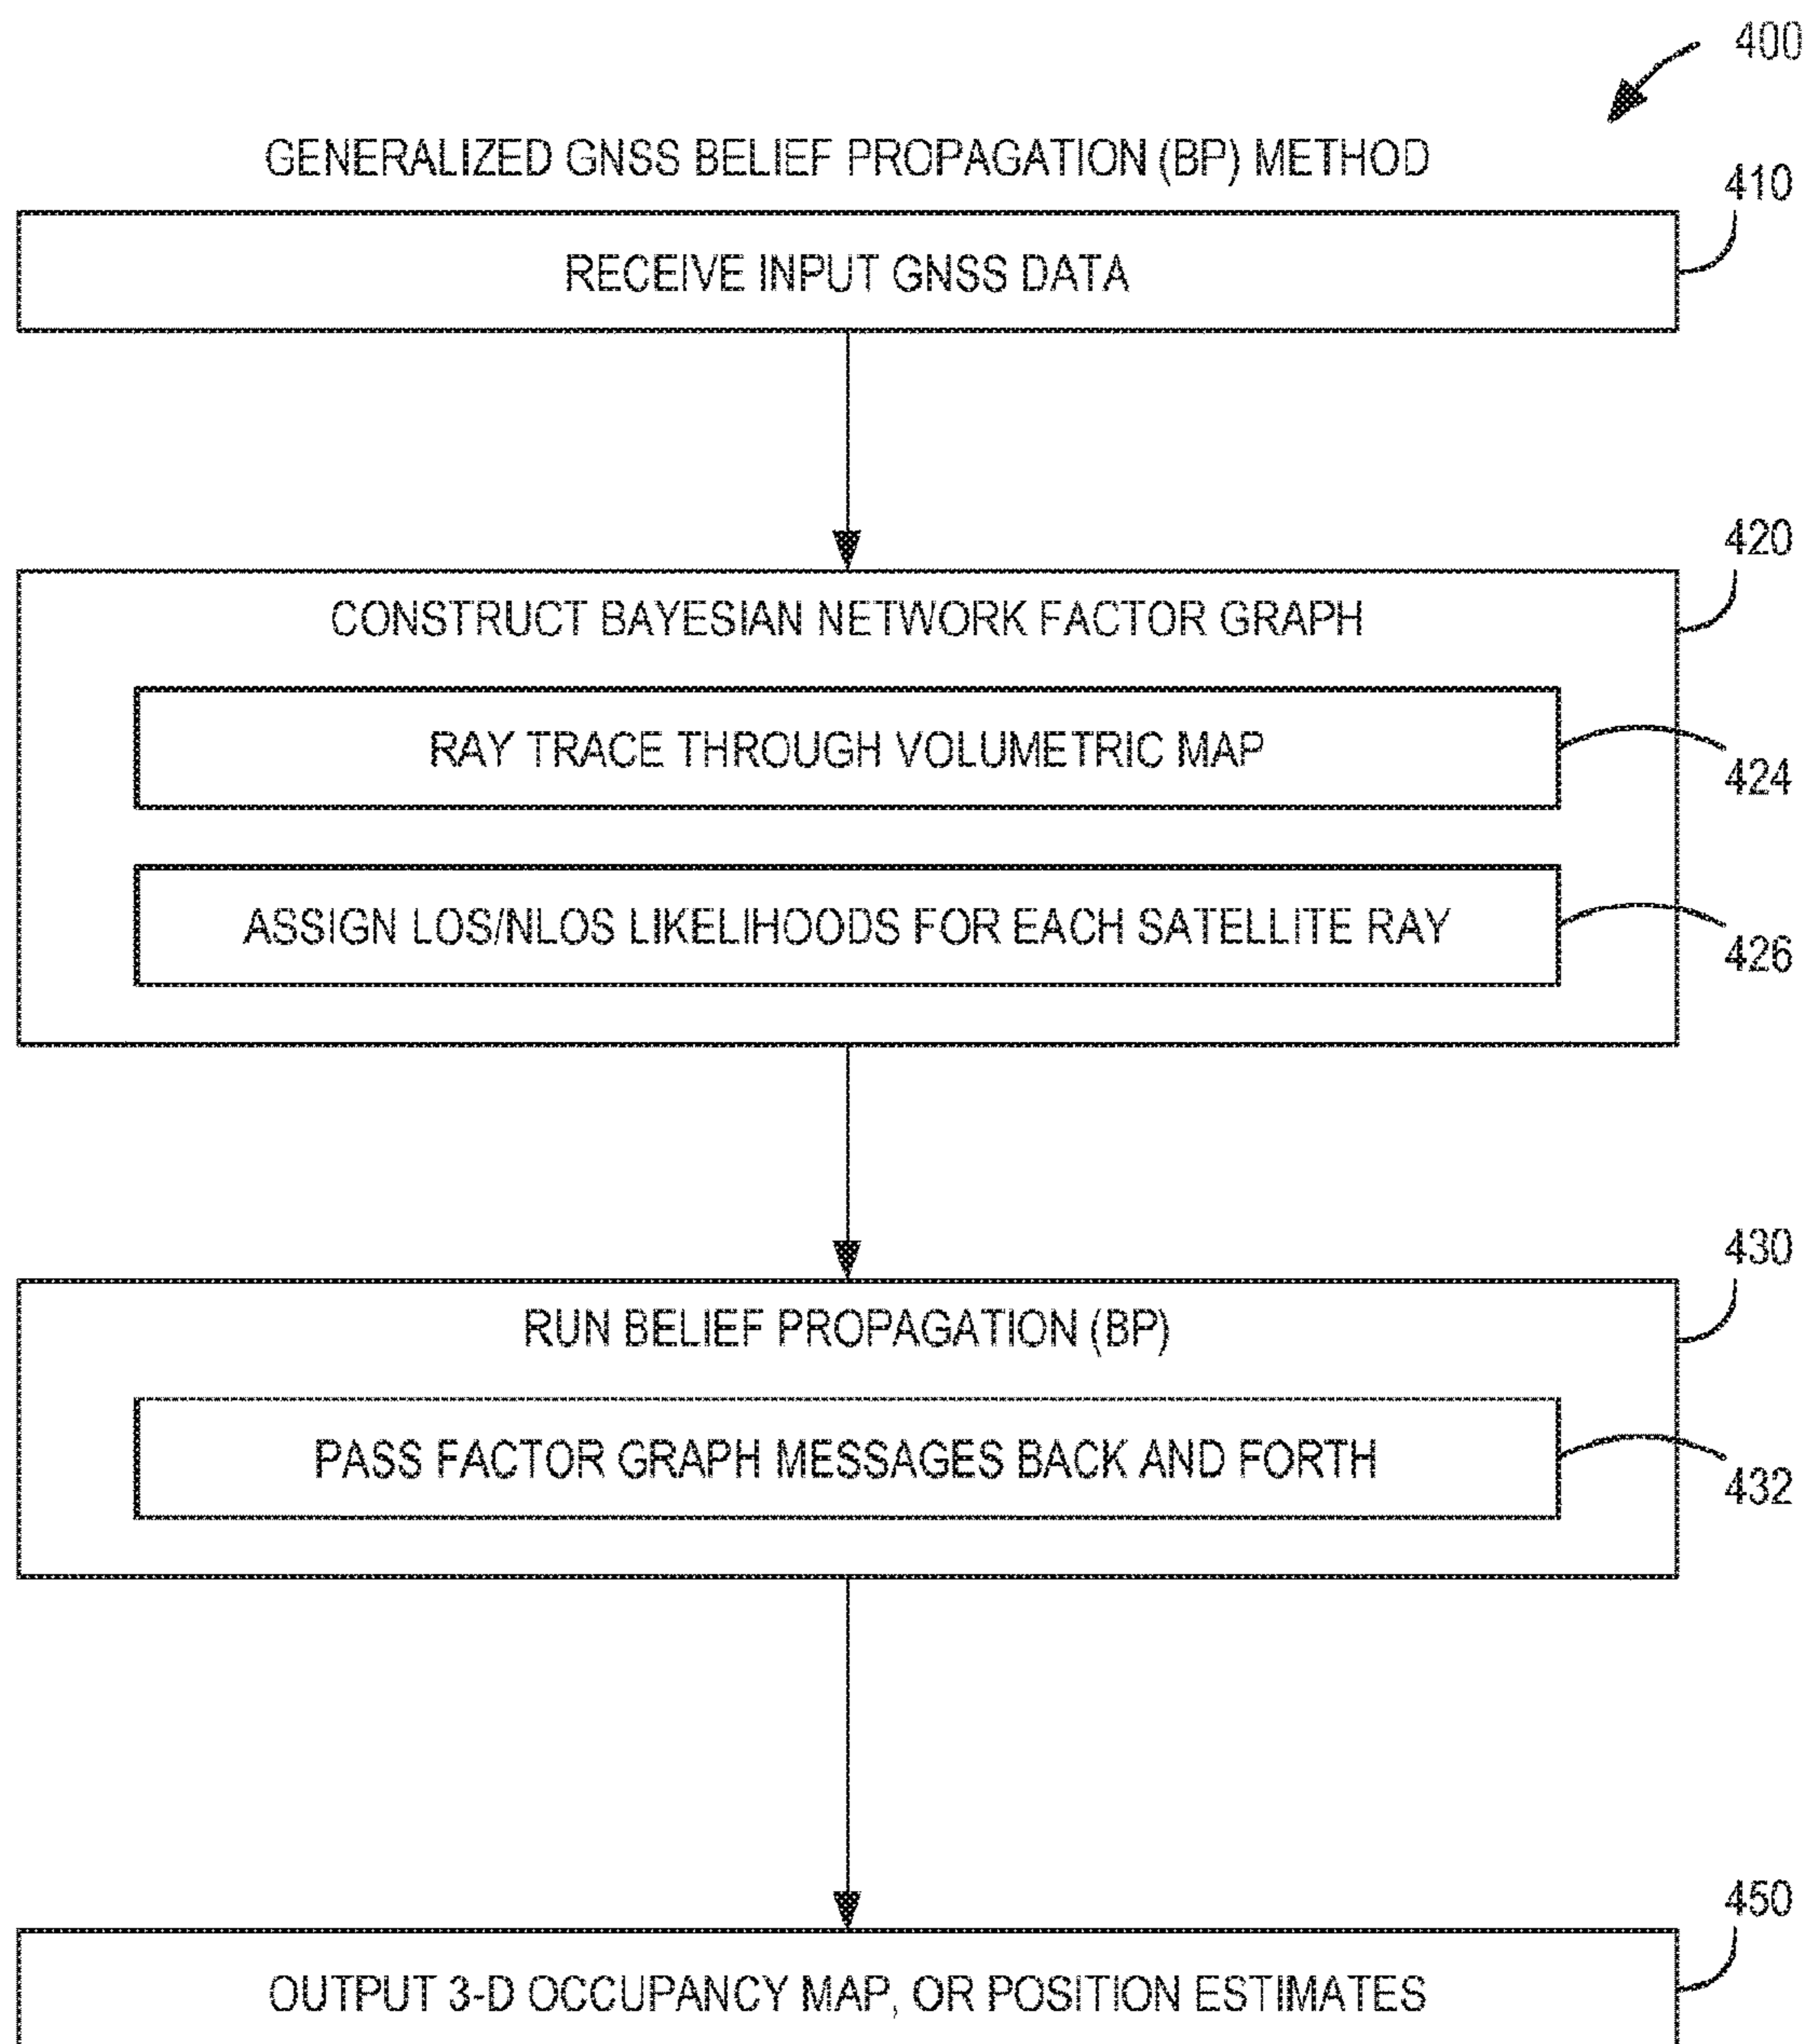 400
GENERALIZED GNSS BELIEF PROPAGATION (BP) METHOD
410
RECEIVE INPUT GNSS DATA
420
CONSTRUCT BAYESIAN NETWORK FACTOR GRAPH
RAY TRACE THROUGH VOLUMETRIC MAP
424
ASSIGN LOS/NLOS LIKELIHOODS FOR EACH SATELLITE RAY
426
430
RUN BELIEF PROPAGATION (BP)
PASS FACTOR GRAPH MESSAGES BACK AND FORTH
432
450
OUTPUT 3-D OCCUPANCY MAP, OR POSITION ESTIMATES